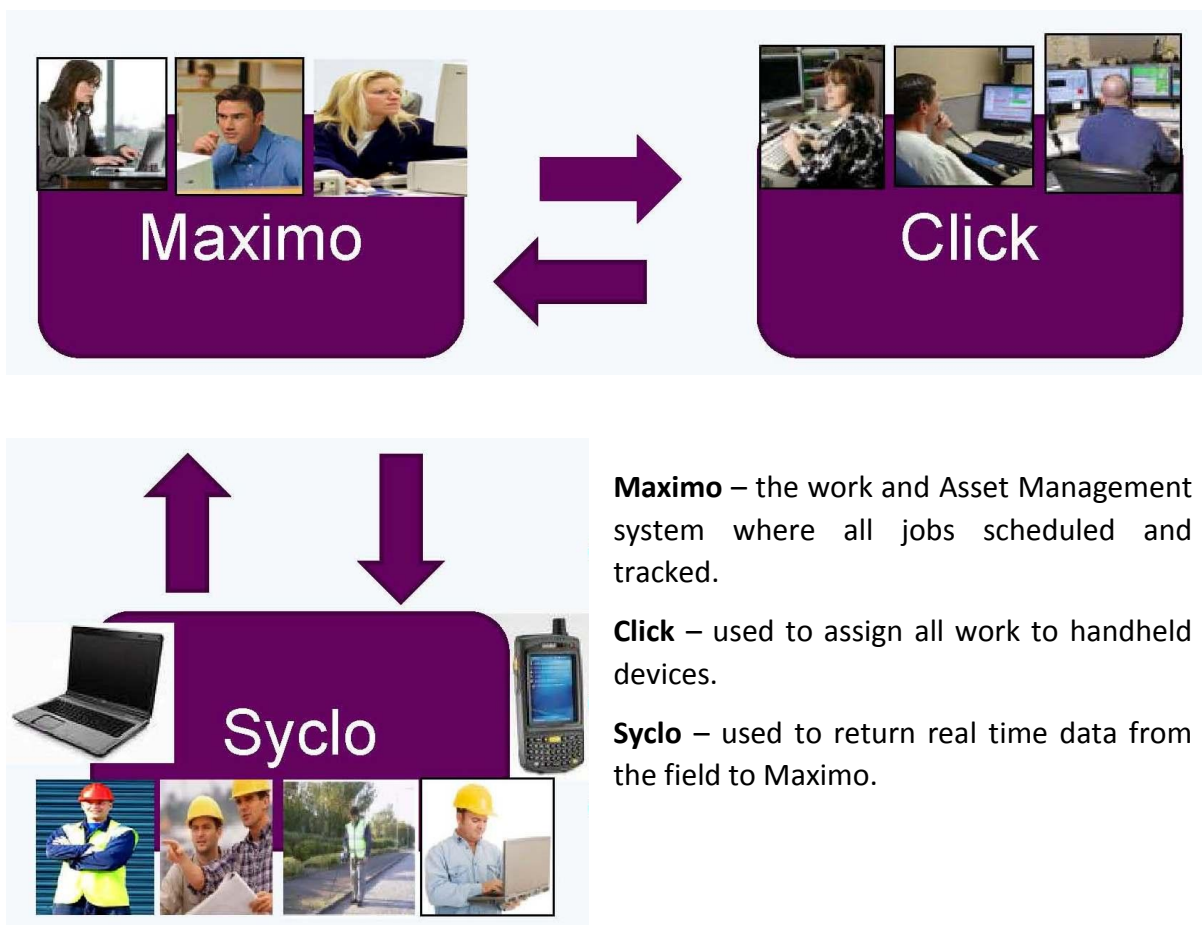 Maximo
Click
Syclo
Maximo – the work and Asset Management
system where all jobs scheduled and
tracked.
Click – used to assign all work to handheld
devices.
Syclo – used to return real time data from
the field to Maximo.